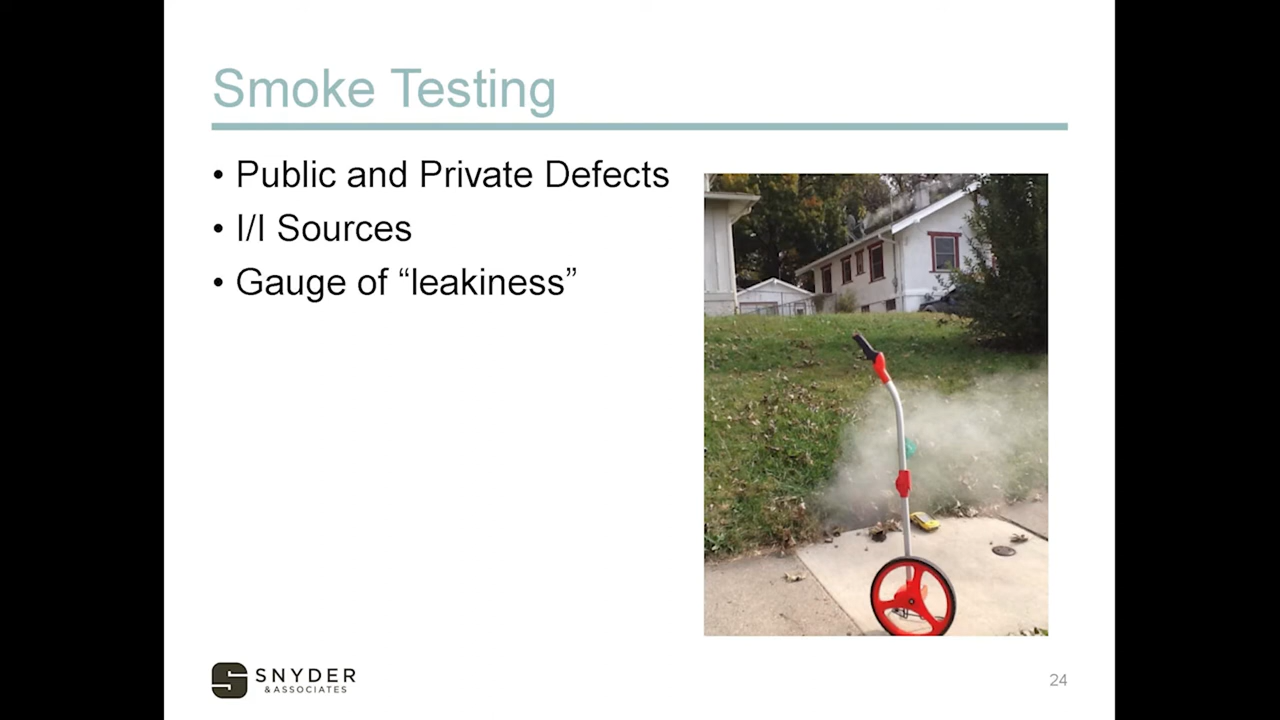 Smoke Testing
• Public and Private Defects
• I/I Sources
• Gauge of “leakiness”
SNYDER
& ASSOCIATES
24